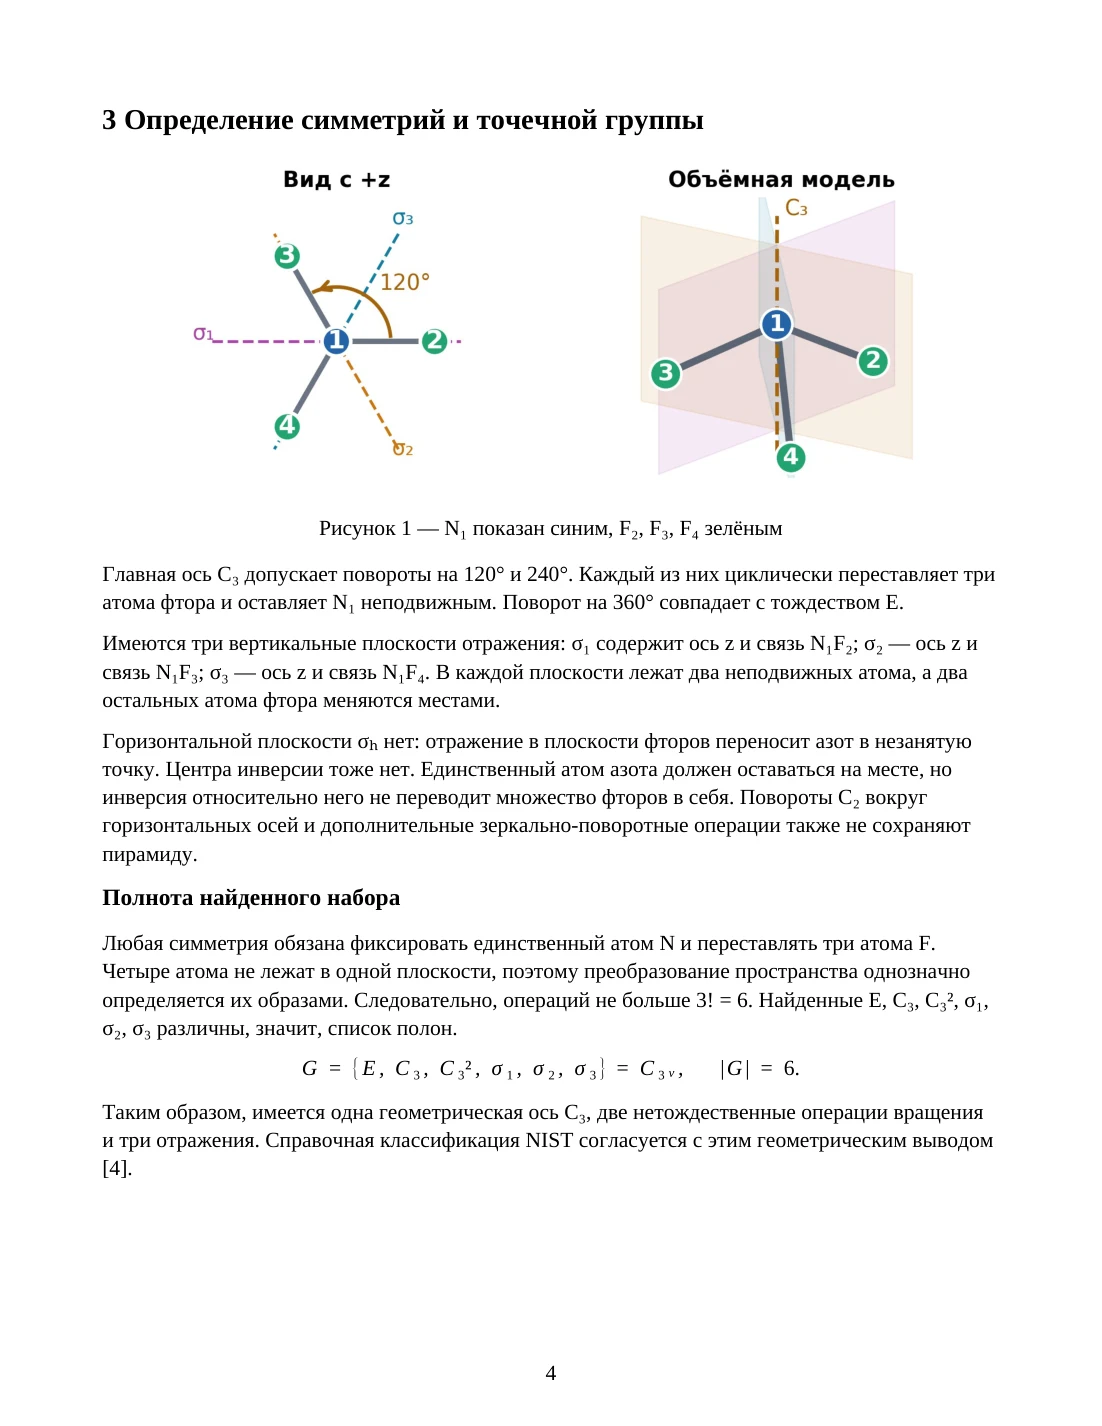 3 Определение симметрий и точечной группы
Вид с +z
σ₃
3
120°
σ₁
1
2
4
σ₂
Объёмная модель
C₃
1
3
2
4
Рисунок 1 — N₁ показан синим, F₂, F₃, F₄ зелёным
Главная ось C₃ допускает повороты на 120° и 240°. Каждый из них циклически переставляет три
атома фтора и оставляет N₁ неподвижным. Поворот на 360° совпадает с тождеством E.
Имеются три вертикальные плоскости отражения: σ₁ содержит ось z и связь N₁F₂; σ₂ — ось z и
связь N₁F₃; σ₃ — ось z и связь N₁F₄. В каждой плоскости лежат два неподвижных атома, а два
остальных атома фтора меняются местами.
Горизонтальной плоскости σₕ нет: отражение в плоскости фторов переносит азот в незанятую
точку. Центра инверсии тоже нет. Единственный атом азота должен оставаться на месте, но
инверсия относительно него не переводит множество фторов в себя. Повороты C₂ вокруг
горизонтальных осей и дополнительные зеркально-поворотные операции также не сохраняют
пирамиду.
Полнота найденного набора
Любая симметрия обязана фиксировать единственный атом N и переставлять три атома F.
Четыре атома не лежат в одной плоскости, поэтому преобразование пространства однозначно
определяется их образами. Следовательно, операций не больше 3! = 6. Найденные E, C₃, C₃², σ₁,
σ₂, σ₃ различны, значит, список полон.
G = {E, C₃, C₃², σ₁, σ₂, σ₃} = C₃ᵥ, |G| = 6.
Таким образом, имеется одна геометрическая ось C₃, две нетождественные операции вращения
и три отражения. Справочная классификация NIST согласуется с этим геометрическим выводом
[4].
4